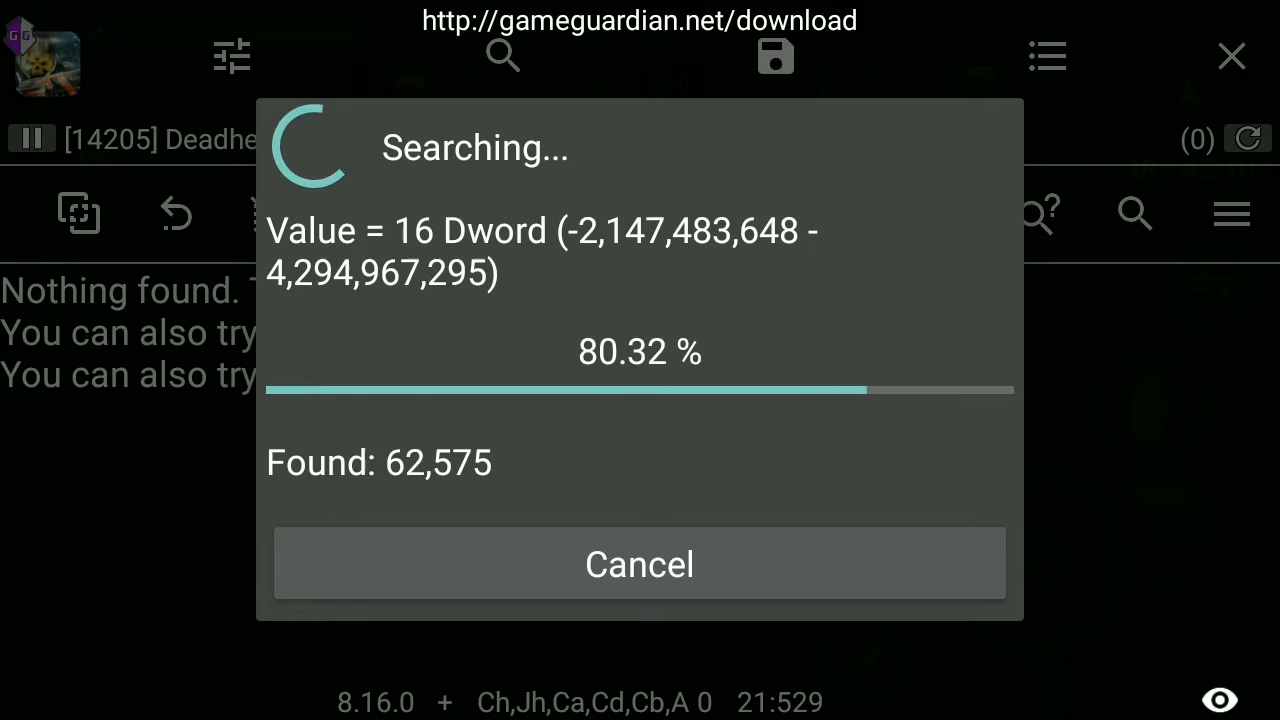 http://gameguardian.net/download
GG
[14205] Deadhe
(0)
Searching...
Value = 16 Dword (-2,147,483,648 -
4,294,967,295)
80.32 %
Nothing found.
You can also try
You can also try
Found: 62,575
Cancel
8.16.0 + Ch,Jh,Ca,Cd,Cb,A 0 21:529